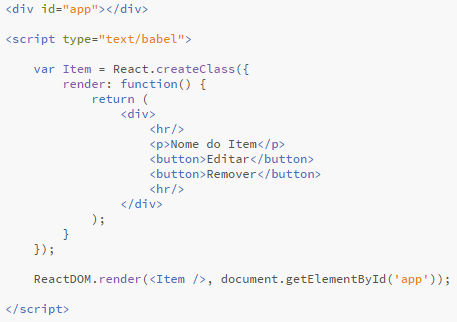 <div id="app"></div>

<script type="text/babel">

    var Item = React.createClass({
        render: function() {
            return (
                <div>
                    <hr/>
                    <p>Nome do Item</p>
                    <button>Editar</button>
                    <button>Remover</button>
                    <hr/>
                </div>
            );
        }
    });

    ReactDOM.render(<Item />, document.getElementById('app'));

</script>